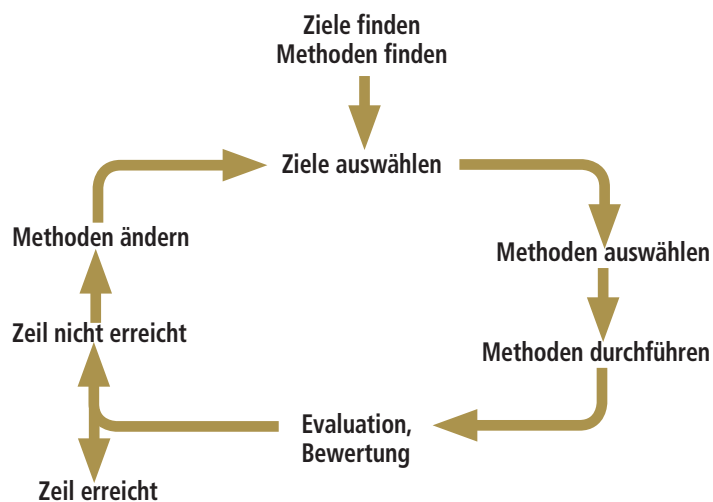 Ziele finden
Methoden finden
Ziele auswählen
Methoden auswählen
Methoden durchführen
Evaluation,
Bewertung
Zeil nicht erreicht
Methoden ändern
Zeil erreicht